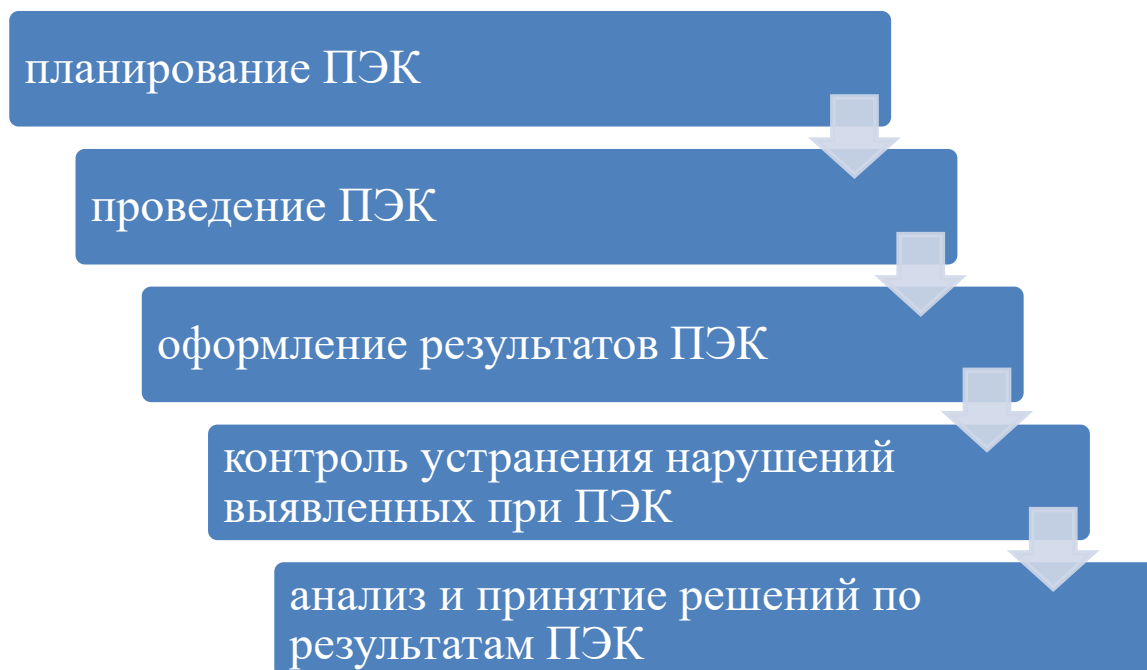 планирование ПЭК
проведение ПЭК
оформление результатов ПЭК
контроль устранения нарушений
выявленных при ПЭК
анализ и принятие решений по
результатам ПЭК